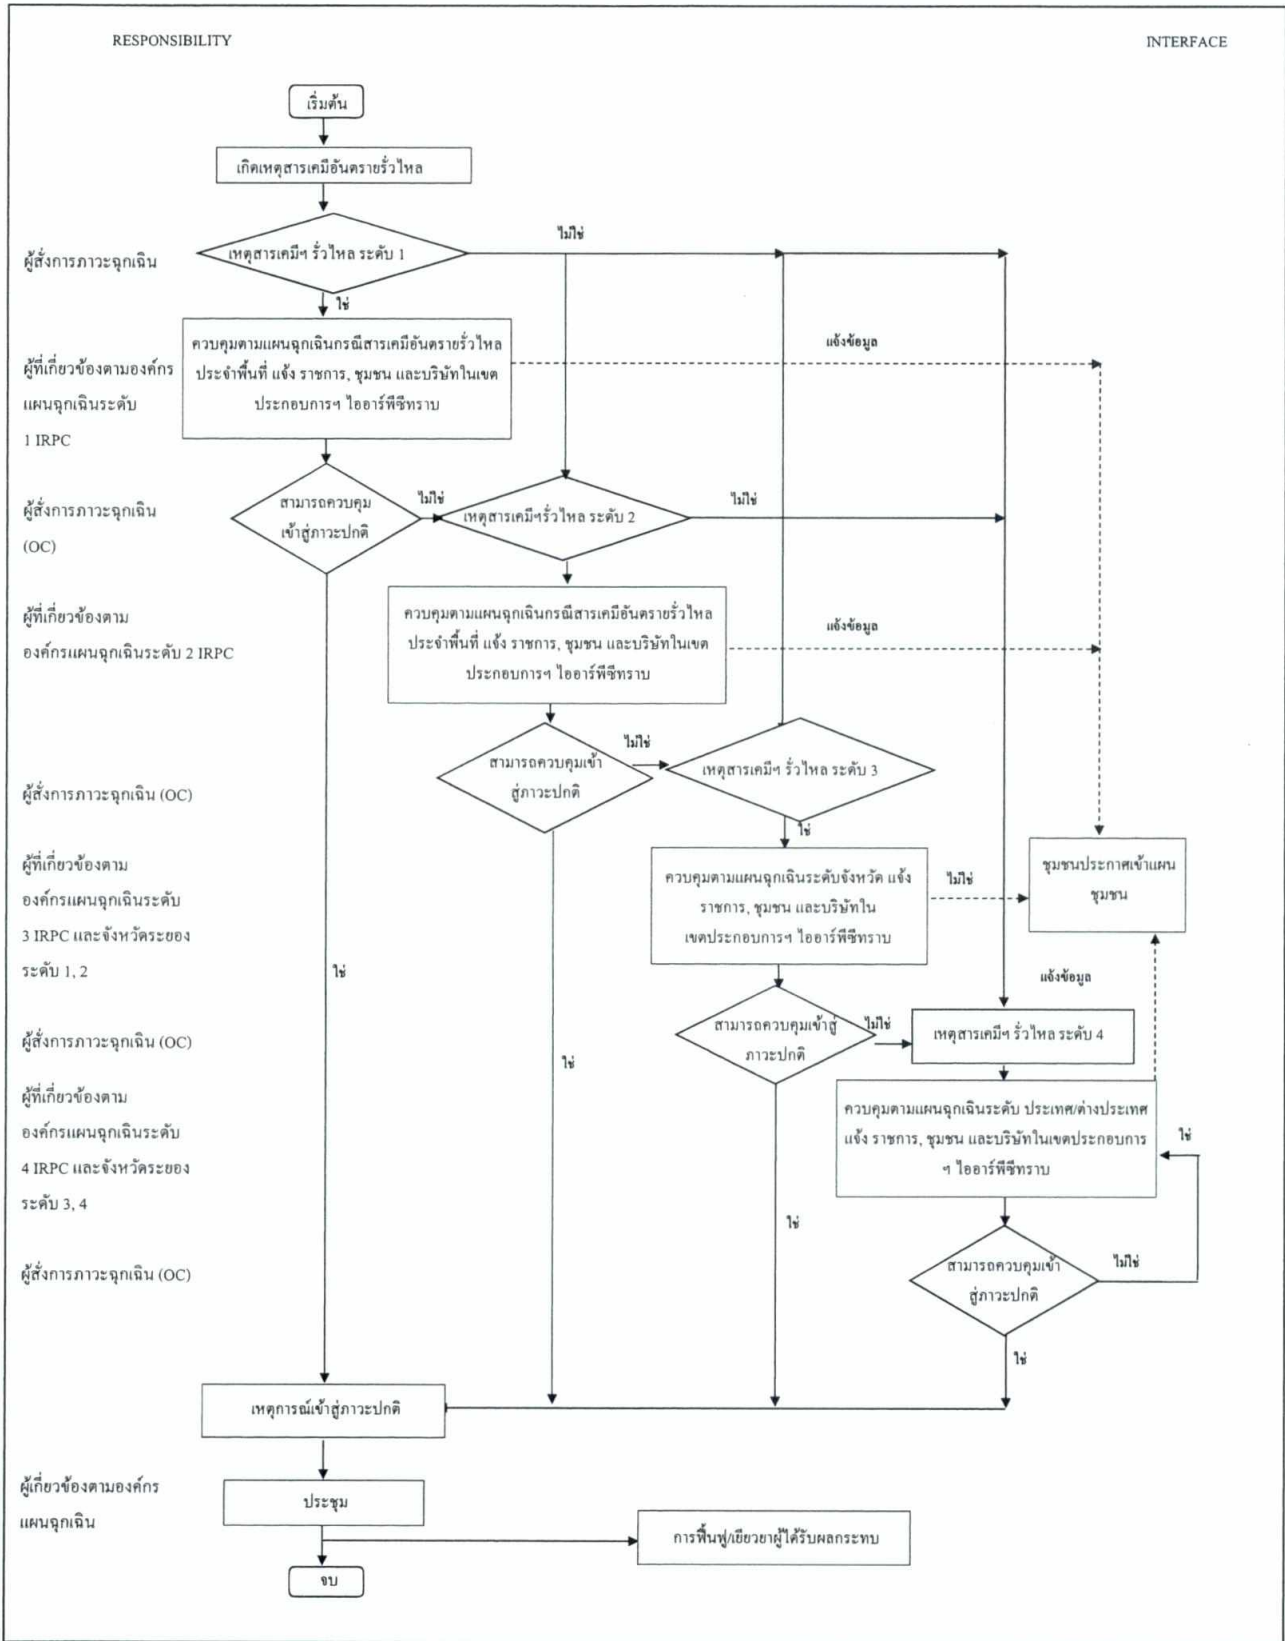 RESPONSIBILITY
INTERFACE
เริ่มต้น
เกิดเหตุสารเคมีอันตรายรั่วไหล
ผู้สั่งการภาวะฉุกเฉิน
เหตุสารเคมีฯ รั่วไหล ระดับ 1
ไม่ใช่
ใช่
ผู้ที่เกี่ยวข้องตามองค์กร
แผนฉุกเฉินระดับ
1 IRPC
ควบคุมตามแผนฉุกเฉินกรณีสารเคมีอันตรายรั่วไหล
ประจำพื้นที่ แจ้ง ราชการ, ชุมชน และบริษัทในเขต
ประกอบการฯ ไออาร์พีซีทราบ
แจ้งข้อมูล
ผู้สั่งการภาวะฉุกเฉิน
(OC)
สามารถควบคุม
เข้าสู่ภาวะปกติ
ไม่ใช่
เหตุสารเคมีฯรั่วไหล ระดับ 2
ไม่ใช่
ผู้ที่เกี่ยวข้องตาม
องค์กรแผนฉุกเฉินระดับ 2 IRPC
ควบคุมตามแผนฉุกเฉินกรณีสารเคมีอันตรายรั่วไหล
ประจำพื้นที่ แจ้ง ราชการ, ชุมชน และบริษัทในเขต
ประกอบการฯ ไออาร์พีซีทราบ
แจ้งข้อมูล
ผู้สั่งการภาวะฉุกเฉิน (OC)
สามารถควบคุมเข้า
สู่ภาวะปกติ
ไม่ใช่
เหตุสารเคมีฯ รั่วไหล ระดับ 3
ใช่
ผู้ที่เกี่ยวข้องตาม
องค์กรแผนฉุกเฉินระดับ
3 IRPC และจังหวัดระยอง
ระดับ 1, 2
ควบคุมตามแผนฉุกเฉินระดับจังหวัด แจ้ง
ราชการ, ชุมชน และบริษัทใน
เขตประกอบการฯ ไออาร์พีซีทราบ
ไม่ใช่
ชุมชนประกาศเข้าแผน
ชุมชน
ใช่
แจ้งข้อมูล
ผู้สั่งการภาวะฉุกเฉิน (OC)
สามารถควบคุมเข้าสู่
ภาวะปกติ
ไม่ใช่
เหตุสารเคมีฯ รั่วไหล ระดับ 4
ใช่
ผู้ที่เกี่ยวข้องตาม
องค์กรแผนฉุกเฉินระดับ
4 IRPC และจังหวัดระยอง
ระดับ 3, 4
ควบคุมตามแผนฉุกเฉินระดับ ประเทศ/ต่างประเทศ
แจ้ง ราชการ, ชุมชน และบริษัทในเขตประกอบการ
ฯ ไออาร์พีซีทราบ
ใช่
ใช่
ผู้สั่งการภาวะฉุกเฉิน (OC)
สามารถควบคุมเข้า
สู่ภาวะปกติ
ไม่ใช่
ใช่
เหตุการณ์เข้าสู่ภาวะปกติ
ผู้เกี่ยวข้องตามองค์กร
แผนฉุกเฉิน
ประชุม
การฟื้นฟู/เยียวยาผู้ได้รับผลกระทบ
จบ